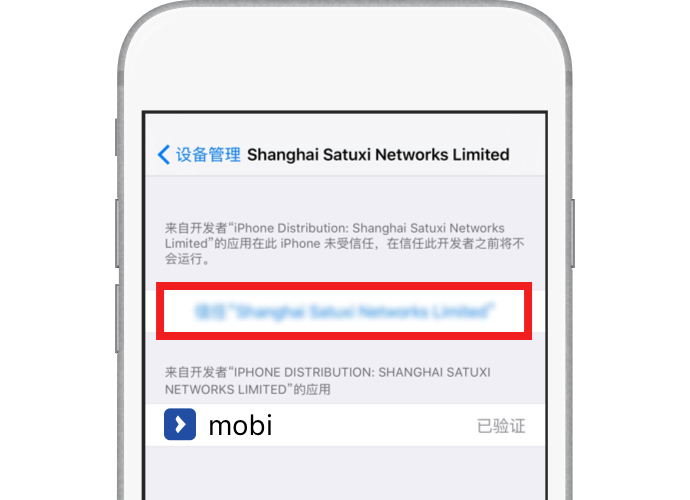 设备管理 Shanghai Satuxi Networks Limited
来自开发者“iPhone Distribution: Shanghai Satuxi Networks
Limited”的应用在此 iPhone 未受信任，在信任此开发者之前将不
会运行。
信任“Shanghai Satuxi Networks Limited”
来自开发者“IPHONE DISTRIBUTION: SHANGHAI SATUXI
NETWORKS LIMITED”的应用
mobi 已验证